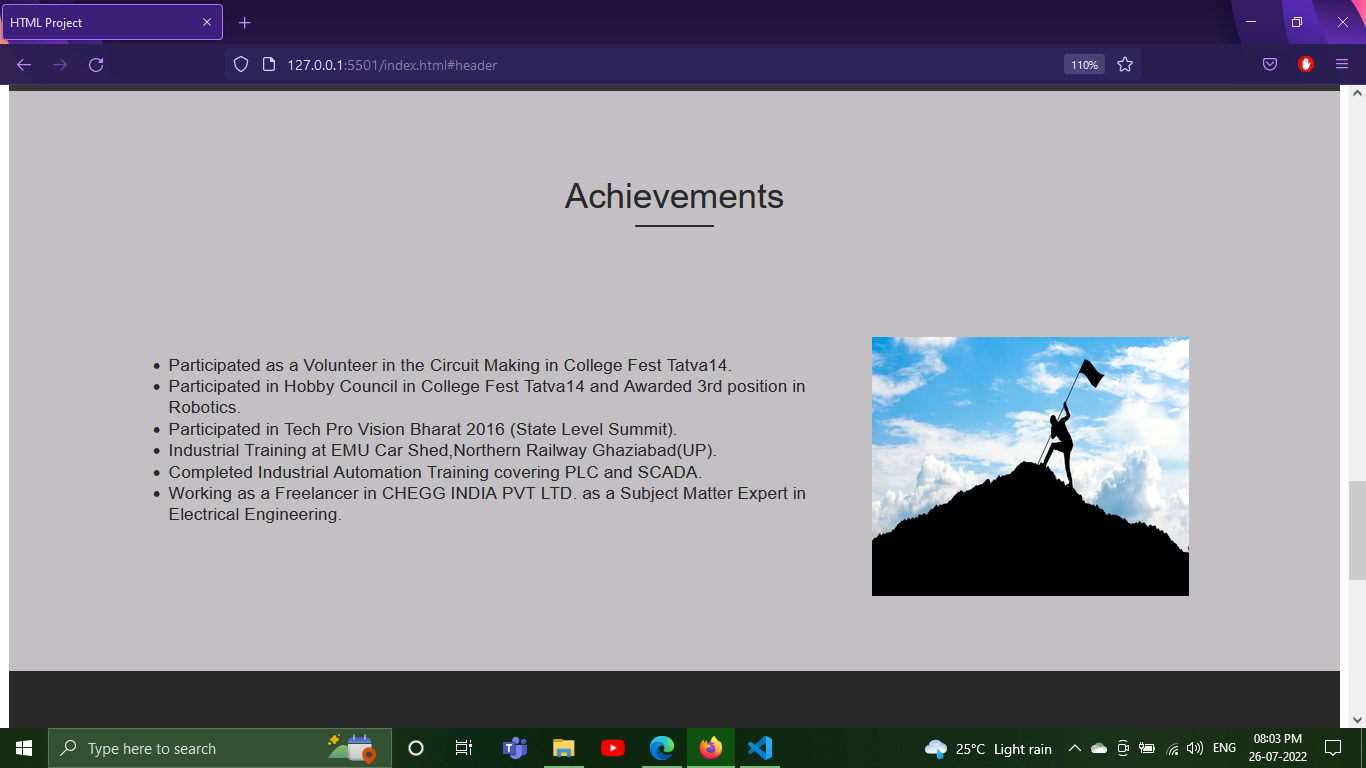 HTML Project
127.0.0.1:5501/index.html#header
110%
Achievements
Participated as a Volunteer in the Circuit Making in College Fest Tatva14.
Participated in Hobby Council in College Fest Tatva14 and Awarded 3rd position in
Robotics.
Participated in Tech Pro Vision Bharat 2016 (State Level Summit).
Industrial Training at EMU Car Shed,Northern Railway Ghaziabad(UP).
Completed Industrial Automation Training covering PLC and SCADA.
Working as a Freelancer in CHEGG INDIA PVT LTD. as a Subject Matter Expert in
Electrical Engineering.
Type here to search
25°C Light rain
ENG
08:03 PM
26-07-2022